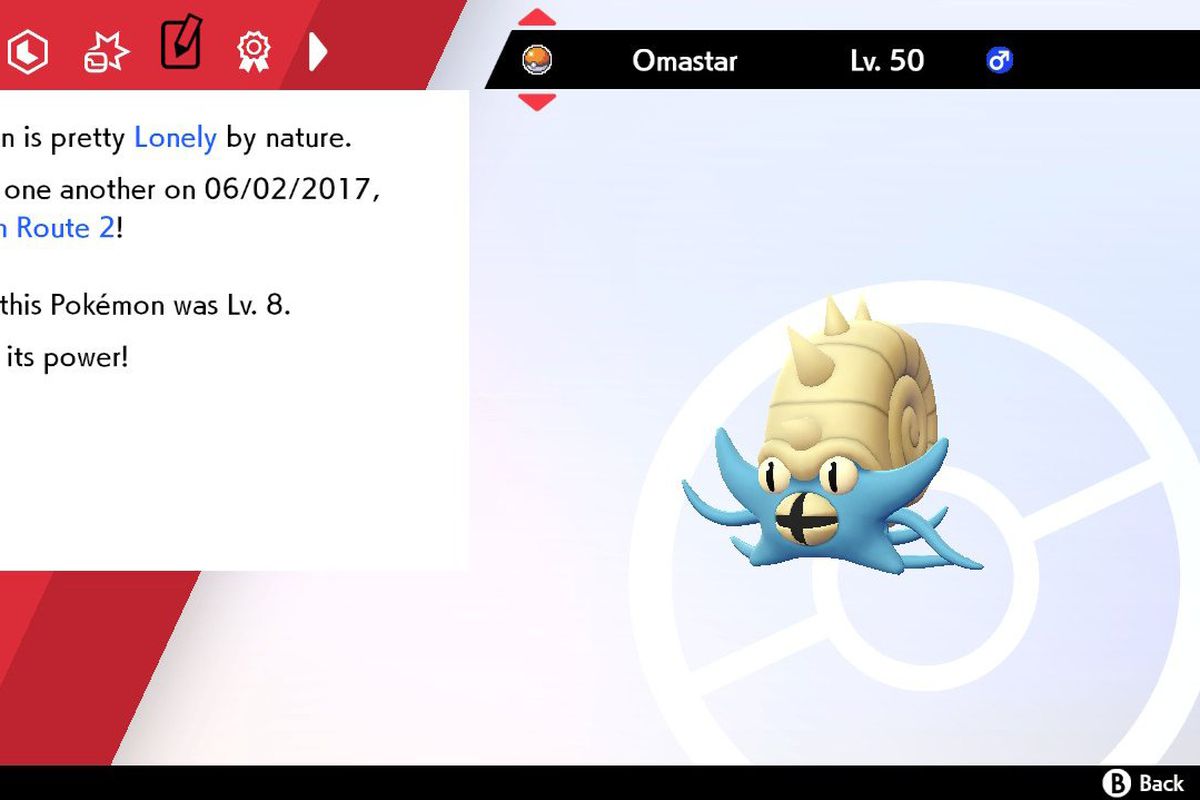 Omastar Lv. 50 ♂
n is pretty Lonely by nature.
one another on 06/02/2017,
n Route 2!
this Pokémon was Lv. 8.
its power!
B Back